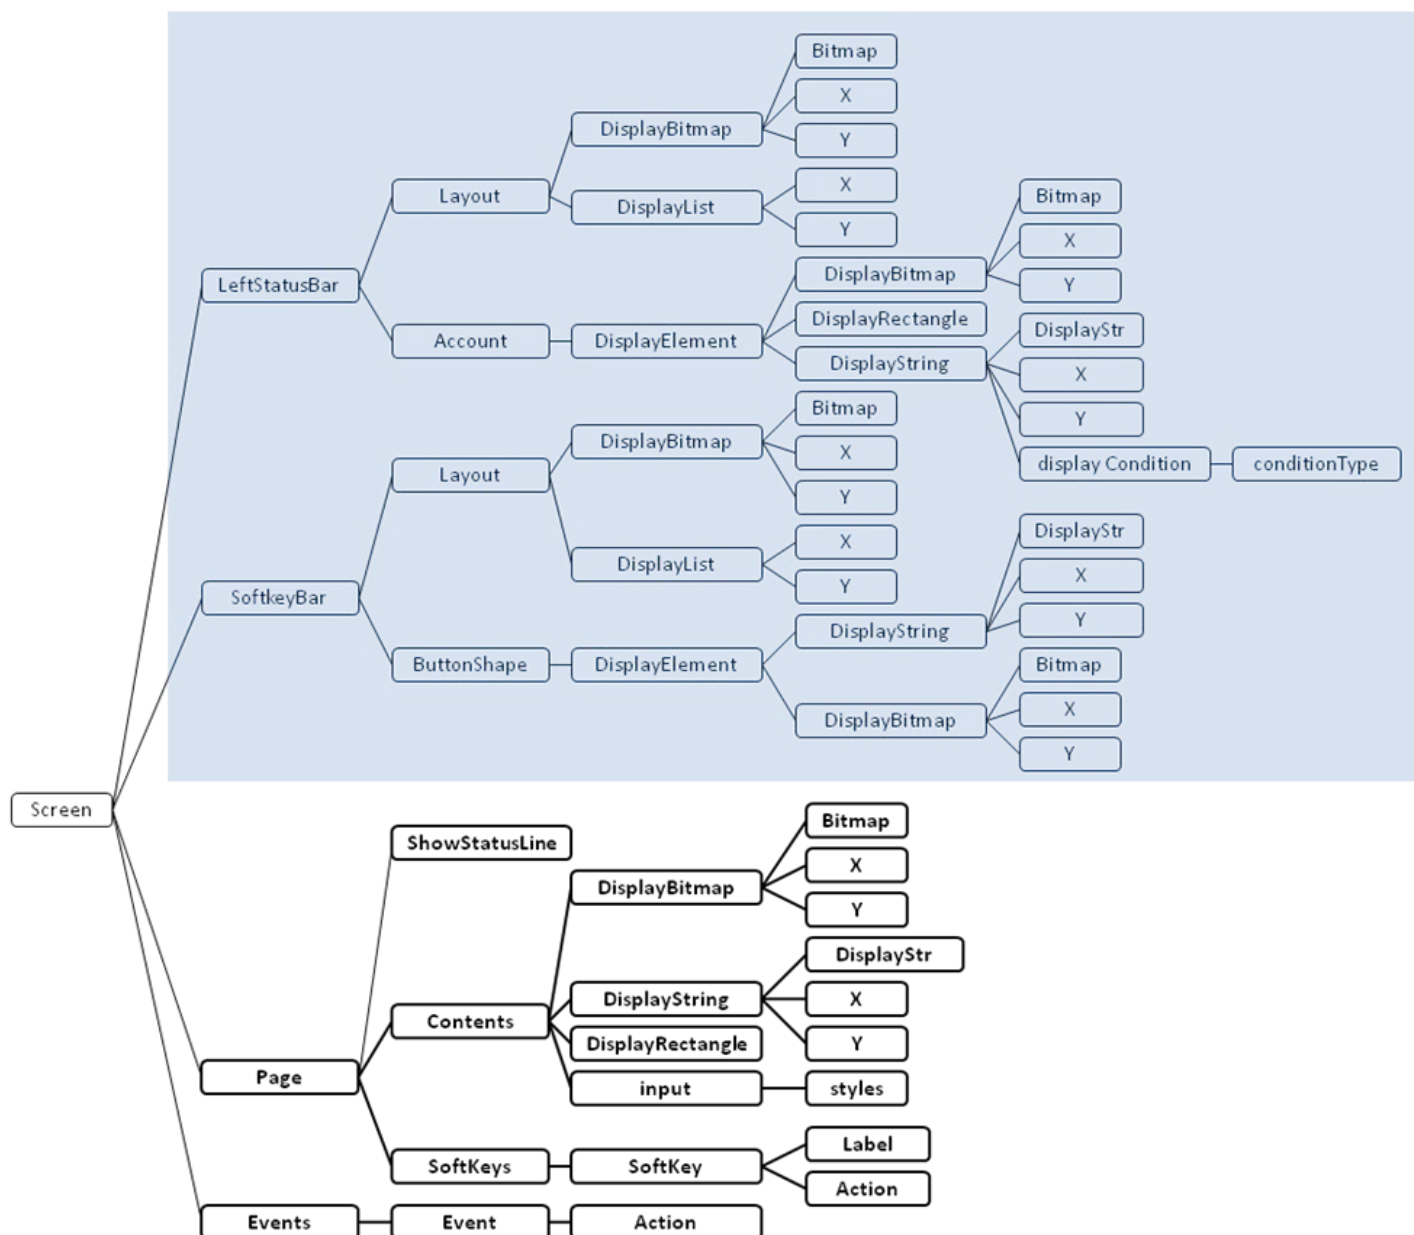 Bitmap
X
DisplayBitmap
Y
Layout
X
Bitmap
DisplayList
Y
X
DisplayBitmap
LeftStatusBar
Y
DisplayRectangle
DisplayStr
Account
DisplayElement
DisplayString
X
Bitmap
Y
DisplayBitmap
X
display Condition
conditionType
Layout
Y
DisplayStr
X
DisplayList
X
Y
SoftkeyBar
Y
DisplayString
ButtonShape
DisplayElement
Bitmap
X
DisplayBitmap
Y
Screen
Bitmap
ShowStatusLine
X
DisplayBitmap
Y
DisplayStr
DisplayString
X
Contents
DisplayRectangle
Y
Page
input
styles
Label
SoftKeys
SoftKey
Action
Events
Event
Action